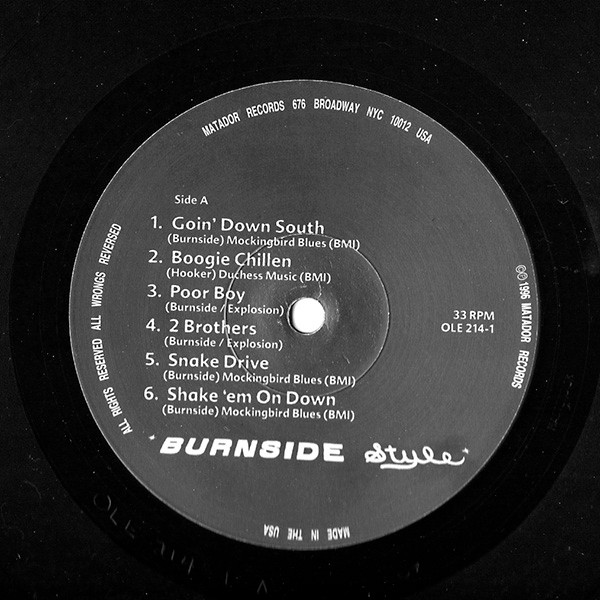 MATADOR RECORDS 676 BROADWAY NYC 10012 USA
Side A
1. Goin' Down South
(Burnside) Mockingbird Blues (BMI)
2. Boogie Chillen
(Hooker) Duchess Music (BMI)
3. Poor Boy
(Burnside / Explosion)
4. 2 Brothers
(Burnside / Explosion)
5. Snake Drive
(Burnside) Mockingbird Blues (BMI)
6. Shake 'em On Down
(Burnside) Mockingbird Blues (BMI)
33 RPM
OLE 214-1
ALL RIGHTS RESERVED ALL WRONGS REVERSED
©℗ 1996 MATADOR RECORDS
"BURNSIDE Style"
MADE IN THE USA